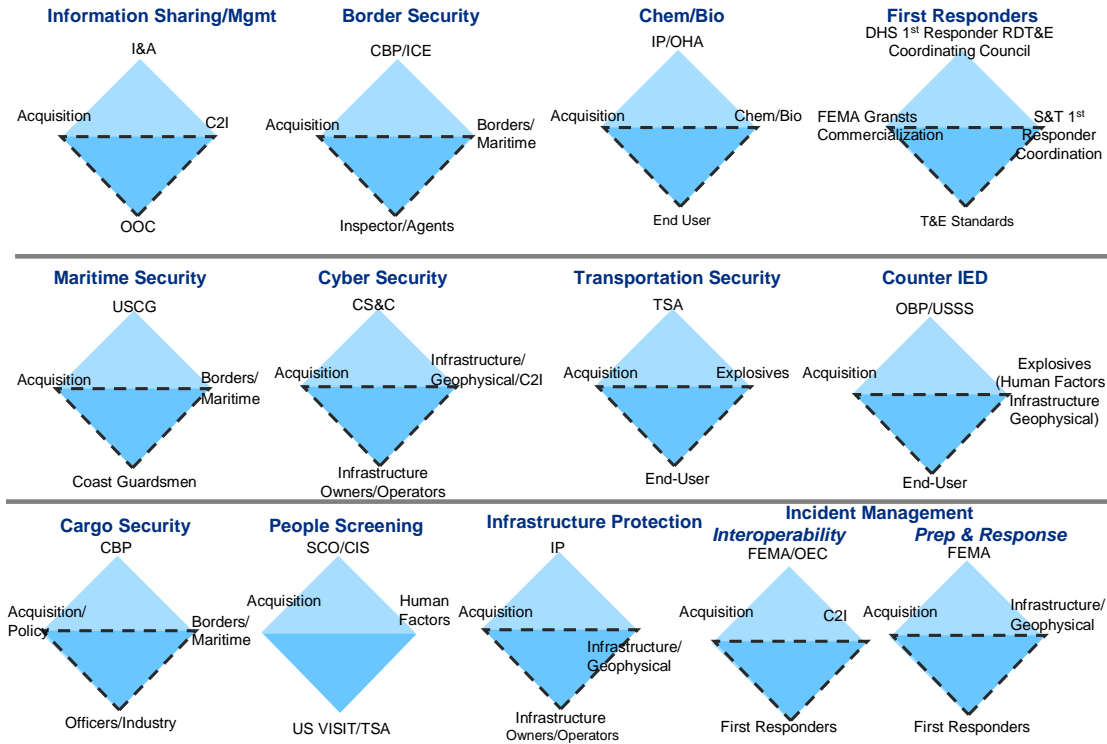 Information Sharing/Mgmt
I&A
Acquisition
C2I
OOC
Border Security
CBP/ICE
Acquisition
Borders/
Maritime
Inspector/Agents
Chem/Bio
IP/OHA
Acquisition
Chem/Bio
End User
First Responders
DHS 1st Responder RDT&E
Coordinating Council
FEMA Gransts
Commercialization
S&T 1st
Responder
Coordination
T&E Standards
Maritime Security
USCG
Acquisition
Borders/
Maritime
Coast Guardsmen
Cyber Security
CS&C
Acquisition
Infrastructure/
Geophysical/C2I
Infrastructure
Owners/Operators
Transportation Security
TSA
Acquisition
Explosives
End-User
Counter IED
OBP/USSS
Acquisition
Explosives
(Human Factors
Infrastructure
Geophysical)
End-User
Cargo Security
CBP
Acquisition/
Policy
Borders/
Maritime
Officers/Industry
People Screening
SCO/CIS
Acquisition
Human
Factors
US VISIT/TSA
Infrastructure Protection
IP
Acquisition
Infrastructure/
Geophysical
Infrastructure
Owners/Operators
Incident Management
Interoperability
FEMA/OEC
Acquisition
C2I
First Responders
Prep & Response
FEMA
Acquisition
Infrastructure/
Geophysical
First Responders